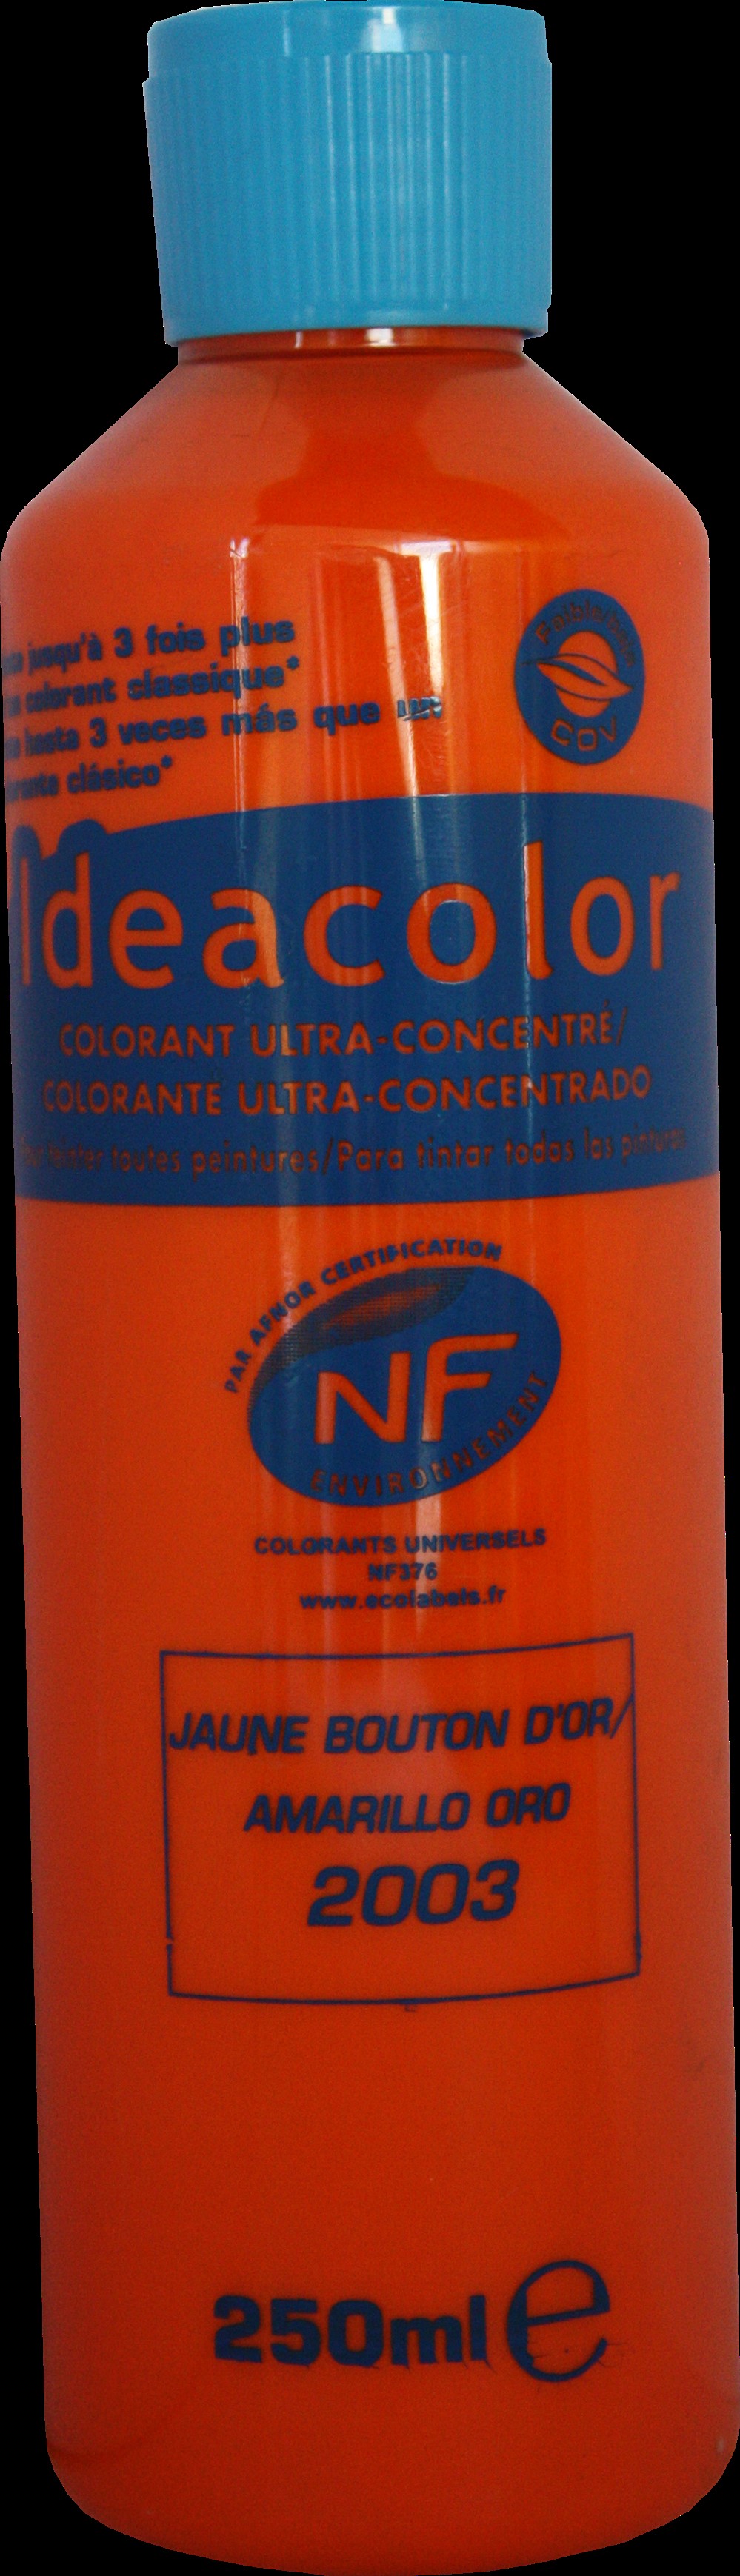 jusqu'à 3 fois plus
colorant classique*
hasta 3 veces más que un
clásico*
Faible/bajo
COV
Ideacolor
COLORANT ULTRA-CONCENTRÉ/
COLORANTE ULTRA-CONCENTRADO
Pour teinter toutes peintures/Para tintar todas las pinturas
PAR AFNOR CERTIFICATION
NF
ENVIRONNEMENT
COLORANTS UNIVERSELS
NF376
www.ecolabels.fr
JAUNE BOUTON D'OR/
AMARILLO ORO
2003
250ml e